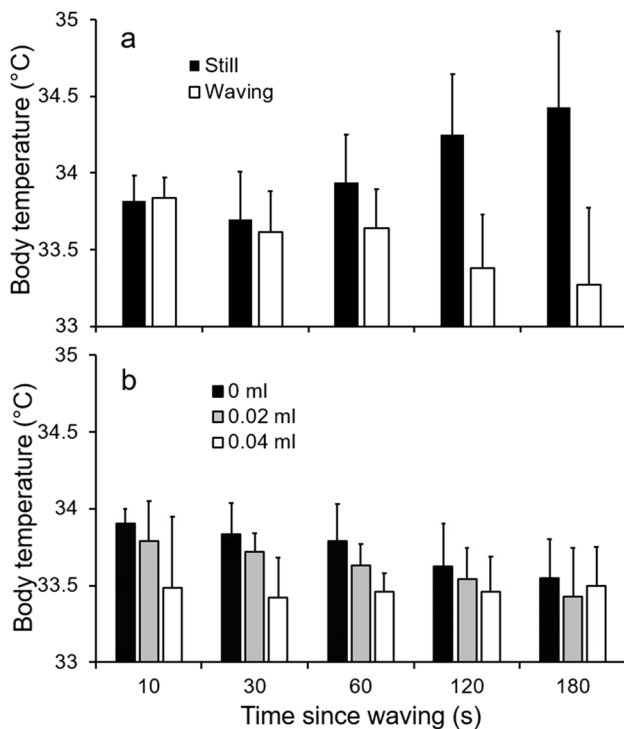 35
a
Still
34.5
Waving
34
33.5
33
Body temperature (°C)
35
b
0 ml
34.5
0.02 ml
0.04 ml
34
33.5
33
Body temperature (°C)
10 30 60 120 180
Time since waving (s)